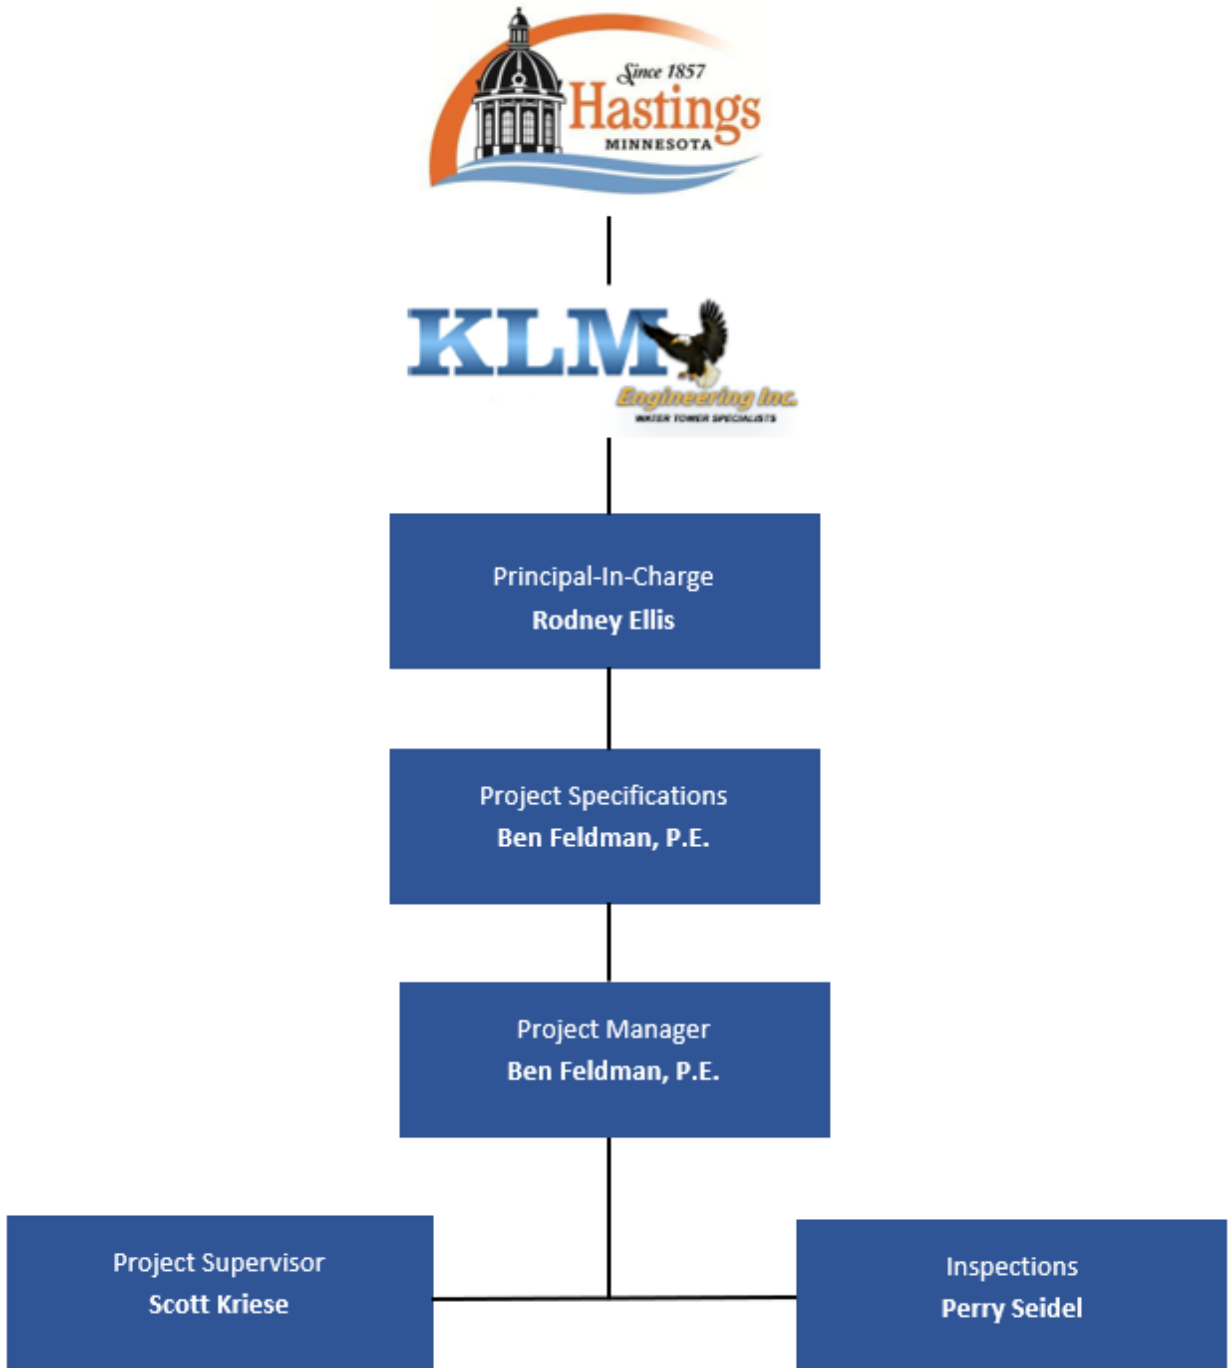 Since 1857
Hastings
MINNESOTA
KLM
Engineering Inc.
WATER TOWER SPECIALISTS
Principal-In-Charge
Rodney Ellis
Project Specifications
Ben Feldman, P.E.
Project Manager
Ben Feldman, P.E.
Project Supervisor
Scott Kriese
Inspections
Perry Seidel